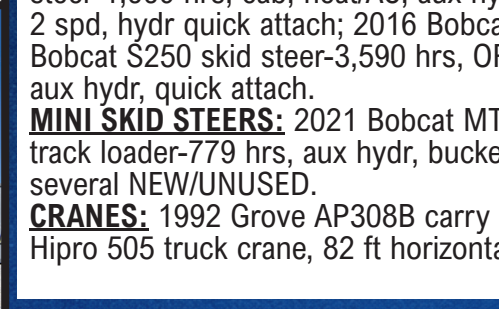 2 spd, hydr quick attach; 2016 Bobca
Bobcat S250 skid steer-3,590 hrs,
aux hydr, quick attach.
MINI SKID STEERS: 2021 Bobcat MT
track loader-779 hrs, aux hydr, bucke
several NEW/UNUSED.
CRANES: 1992 Grove AP308B carry
Hipro 505 truck crane, 82 ft horizonta